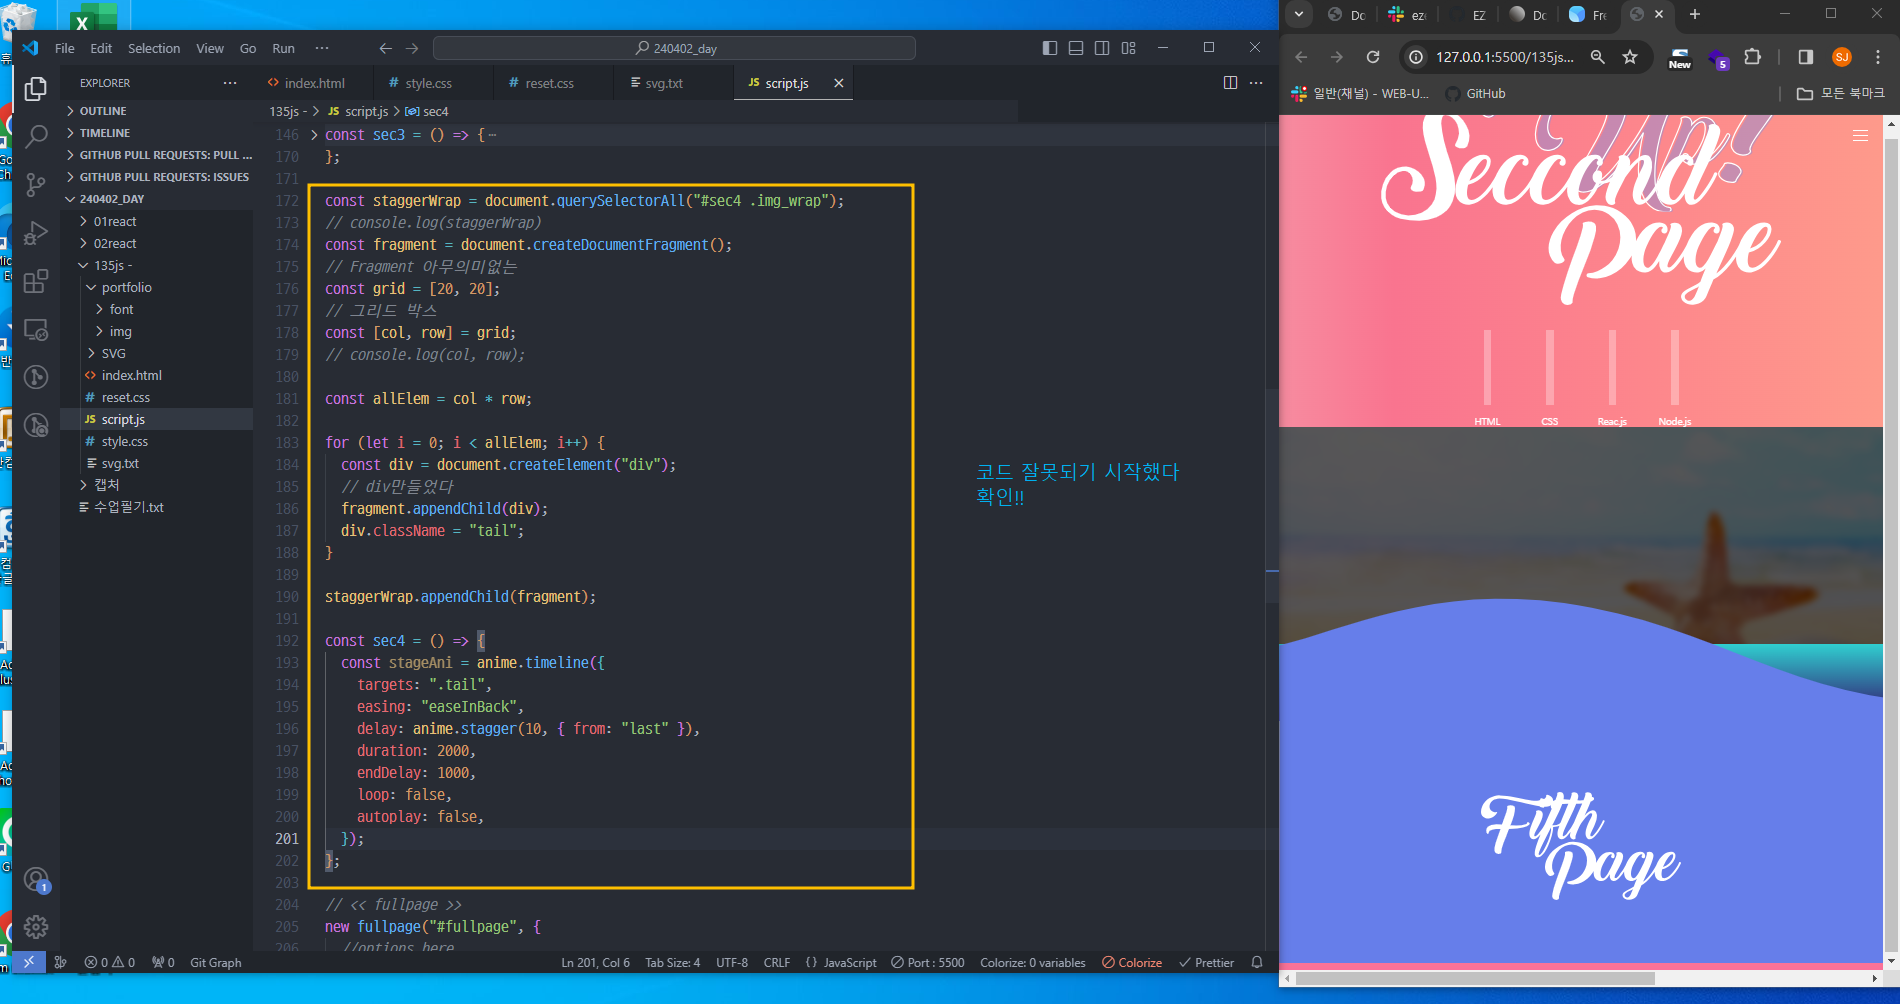 File Edit Selection View Go Run ··· 240402_day
EXPLORER ···
OUTLINE
TIMELINE
GITHUB PULL REQUESTS: PULL ...
GITHUB PULL REQUESTS: ISSUES
240402_DAY
01react
02react
135js -
portfolio
font
img
SVG
index.html
reset.css
JS script.js
style.css
svg.txt
캡처
수업필기.txt
index.html # style.css # reset.css svg.txt JS script.js
135js - > JS script.js > sec4
146 const sec3 = () => { ···
170 };
171
172 const staggerWrap = document.querySelectorAll("#sec4 .img_wrap");
173 // console.log(staggerWrap)
174 const fragment = document.createDocumentFragment();
175 // Fragment 아무의미없는
176 const grid = [20, 20];
177 // 그리드 박스
178 const [col, row] = grid;
179 // console.log(col, row);
180
181 const allElem = col * row;
182
183 for (let i = 0; i < allElem; i++) {
184 const div = document.createElement("div");
185 // div만들었다
186 fragment.appendChild(div);
187 div.className = "tail";
188 }
189
190 staggerWrap.appendChild(fragment);
191
192 const sec4 = () => {
193 const stageAni = anime.timeline({
194 targets: ".tail",
195 easing: "easeInBack",
196 delay: anime.stagger(10, { from: "last" }),
197 duration: 2000,
198 endDelay: 1000,
199 loop: false,
200 autoplay: false,
201 });
202 };
203
204 // << fullpage >>
205 new fullpage("#fullpage", {
206 //options here
코드 잘못되기 시작했다
확인!!
0 0 0 Git Graph Ln 201, Col 6 Tab Size: 4 UTF-8 CRLF {} JavaScript Port : 5500 Colorize: 0 variables Colorize Prettier
1
Do ez EZ Do Fre
127.0.0.1:5500/135js... New 5 SJ
일반(채널) - WEB-U... GitHub 모든 북마크
Up!
Seccond
Page
HTML CSS Reac.js Node.js
Fifth
Page